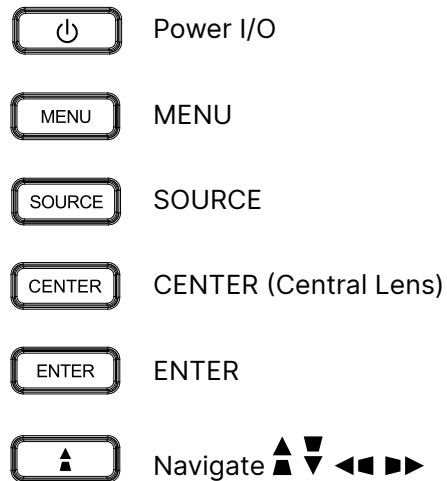 Power I/O
MENU MENU
SOURCE SOURCE
CENTER CENTER (Central Lens)
ENTER ENTER
Navigate